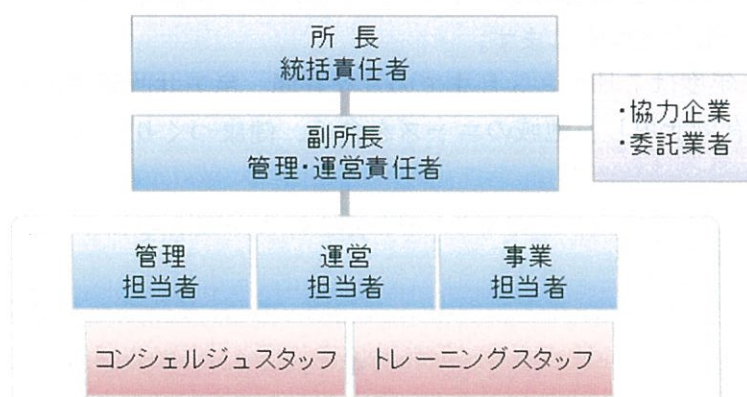 所 長
統括責任者
副所長
管理・運営責任者
・協力企業
・委託業者
管理
担当者
運営
担当者
事業
担当者
コンシェルジュスタッフ
トレーニングスタッフ